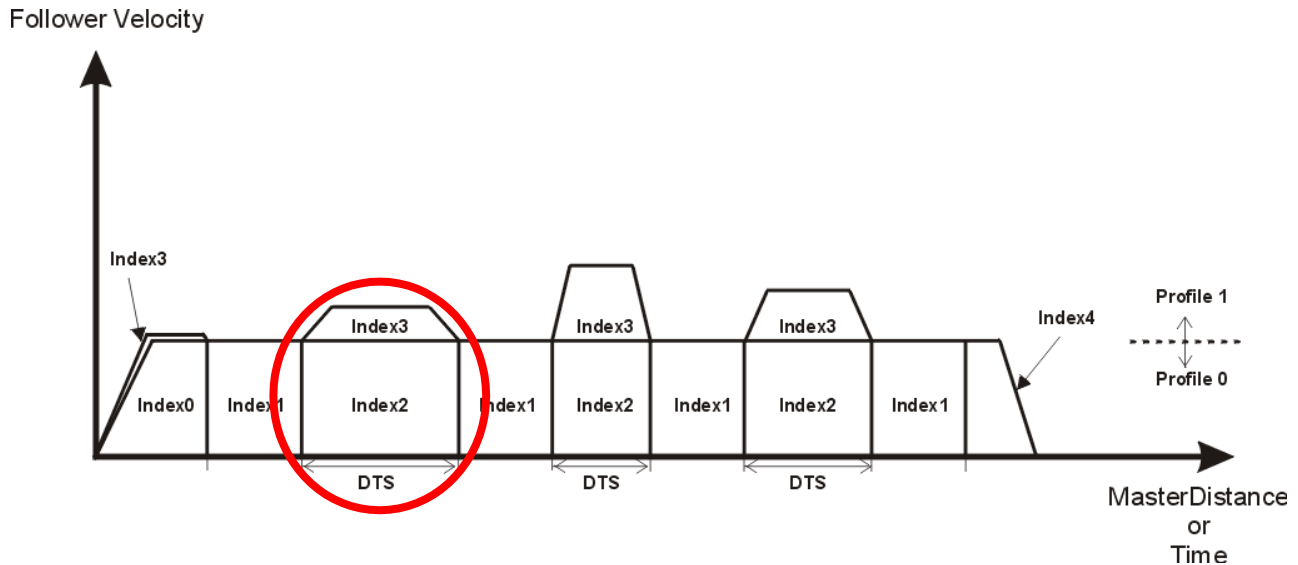 Follower Velocity
Index3
Profile 1
Index4
Index3
Index3
Index3
Profile 0
Index0
Index1
Index2
Index1
Index2
Index1
Index2
Index1
DTS
DTS
DTS
MasterDistance
or
Time